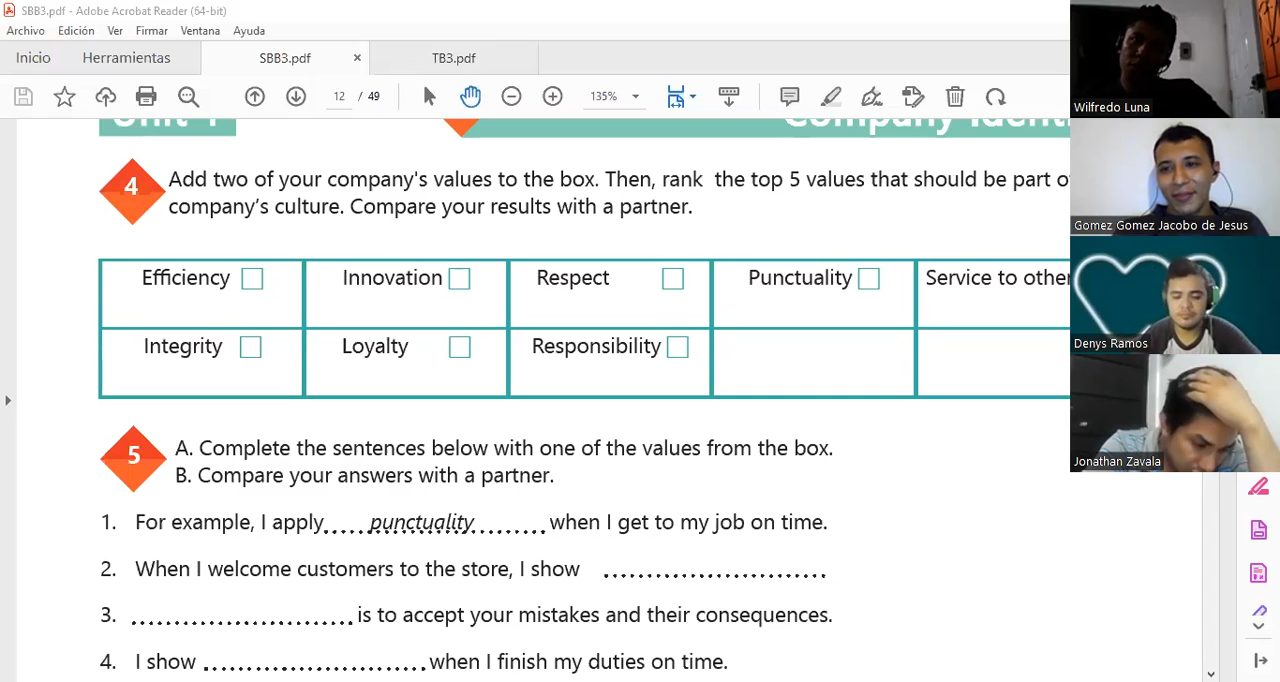 SBB3.pdf - Adobe Acrobat Reader (64-bit)
Archivo Edición Ver Firmar Ventana Ayuda
Inicio Herramientas SBB3.pdf × TB3.pdf
12 / 49 135%
Unit 1 Company Identi
4 Add two of your company's values to the box. Then, rank the top 5 values that should be part o
company's culture. Compare your results with a partner.
Efficiency Innovation Respect Punctuality Service to other
Integrity Loyalty Responsibility
5 A. Complete the sentences below with one of the values from the box.
B. Compare your answers with a partner.
1. For example, I apply.....punctuality.......when I get to my job on time.
2. When I welcome customers to the store, I show ........................
3. ........................ is to accept your mistakes and their consequences.
4. I show ........................ when I finish my duties on time.
Wilfredo Luna
Gomez Gomez Jacobo de Jesus
Denys Ramos
Jonathan Zavala